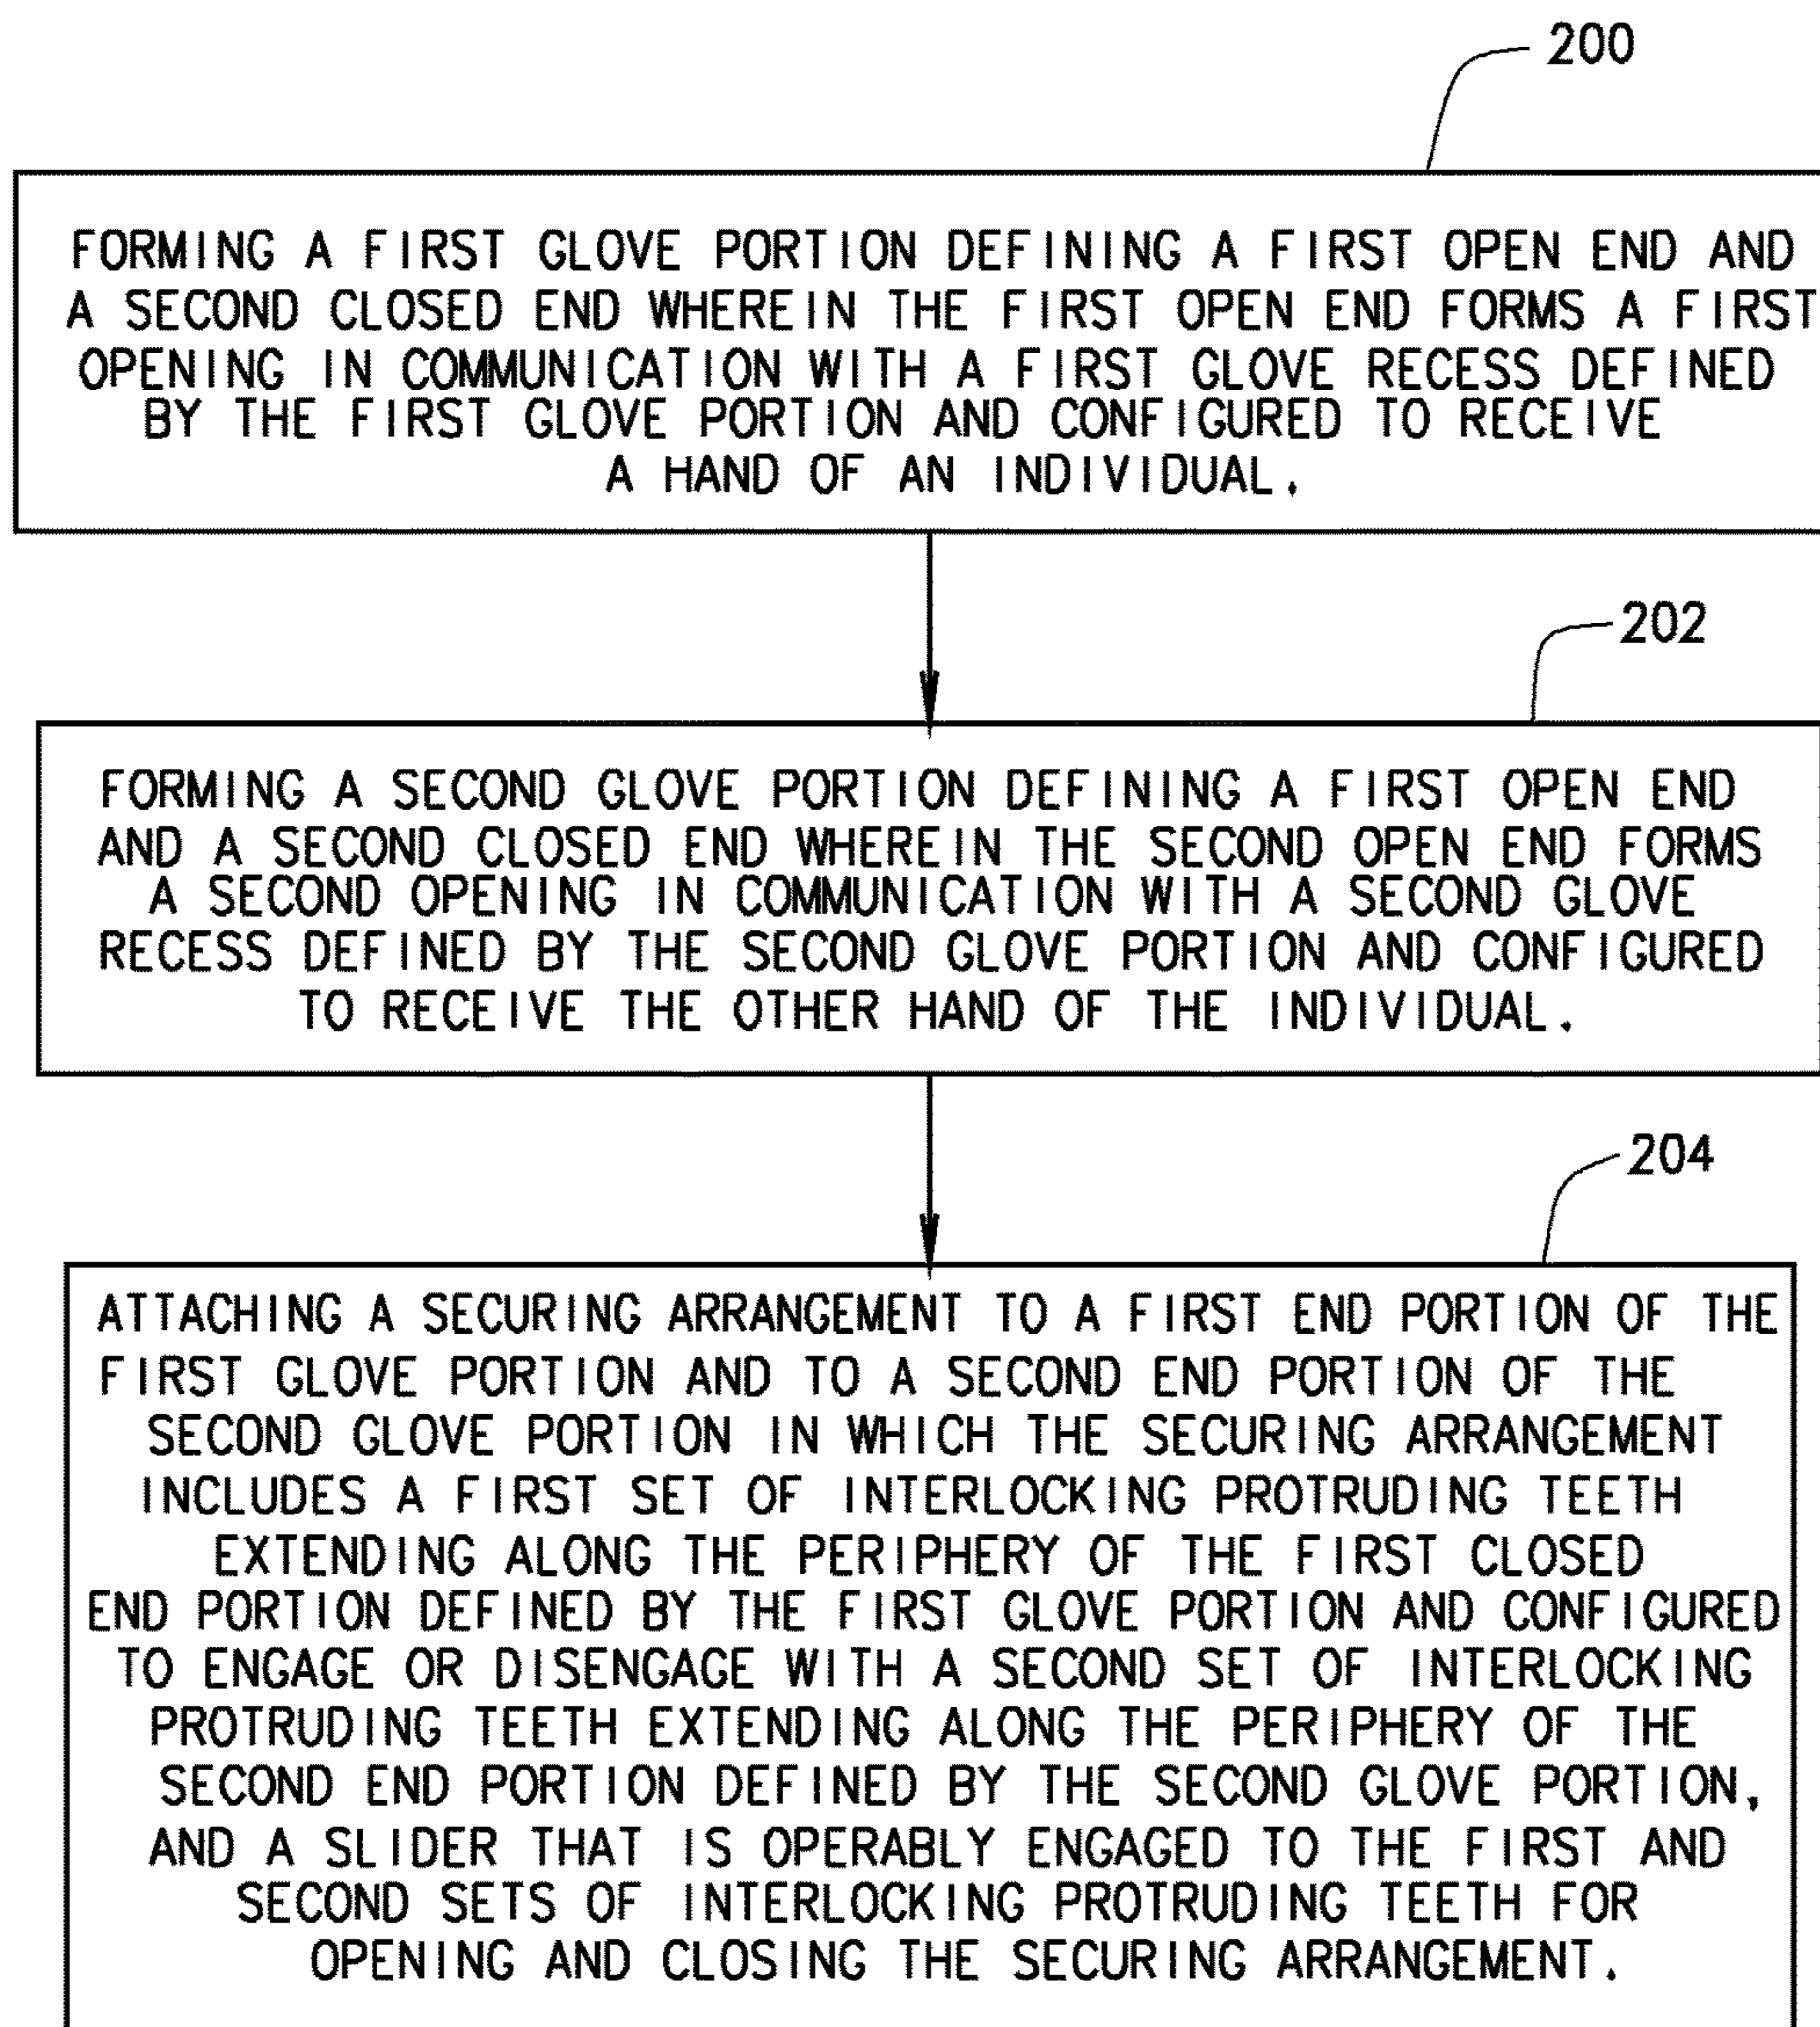 200
FORMING A FIRST GLOVE PORTION DEFINING A FIRST OPEN END AND
A SECOND CLOSED END WHEREIN THE FIRST OPEN END FORMS A FIRST
OPENING IN COMMUNICATION WITH A FIRST GLOVE RECESS DEFINED
BY THE FIRST GLOVE PORTION AND CONFIGURED TO RECEIVE
A HAND OF AN INDIVIDUAL.
202
FORMING A SECOND GLOVE PORTION DEFINING A FIRST OPEN END
AND A SECOND CLOSED END WHEREIN THE SECOND OPEN END FORMS
A SECOND OPENING IN COMMUNICATION WITH A SECOND GLOVE
RECESS DEFINED BY THE SECOND GLOVE PORTION AND CONFIGURED
TO RECEIVE THE OTHER HAND OF THE INDIVIDUAL.
204
ATTACHING A SECURING ARRANGEMENT TO A FIRST END PORTION OF THE
FIRST GLOVE PORTION AND TO A SECOND END PORTION OF THE
SECOND GLOVE PORTION IN WHICH THE SECURING ARRANGEMENT
INCLUDES A FIRST SET OF INTERLOCKING PROTRUDING TEETH
EXTENDING ALONG THE PERIPHERY OF THE FIRST CLOSED
END PORTION DEFINED BY THE FIRST GLOVE PORTION AND CONFIGURED
TO ENGAGE OR DISENGAGE WITH A SECOND SET OF INTERLOCKING
PROTRUDING TEETH EXTENDING ALONG THE PERIPHERY OF THE
SECOND END PORTION DEFINED BY THE SECOND GLOVE PORTION,
AND A SLIDER THAT IS OPERABLY ENGAGED TO THE FIRST AND
SECOND SETS OF INTERLOCKING PROTRUDING TEETH FOR
OPENING AND CLOSING THE SECURING ARRANGEMENT.